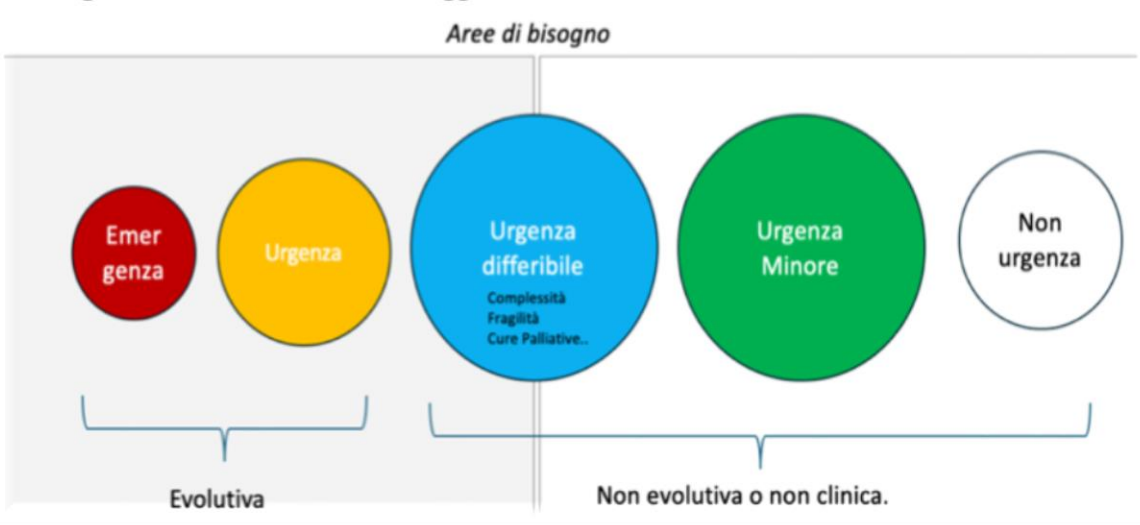 Aree di bisogno
Emer
genza
Urgenza
Urgenza
differibile
Complessità
Fragilità
Cure Palliative..
Urgenza
Minore
Non
urgenza
Evolutiva
Non evolutiva o non clinica.